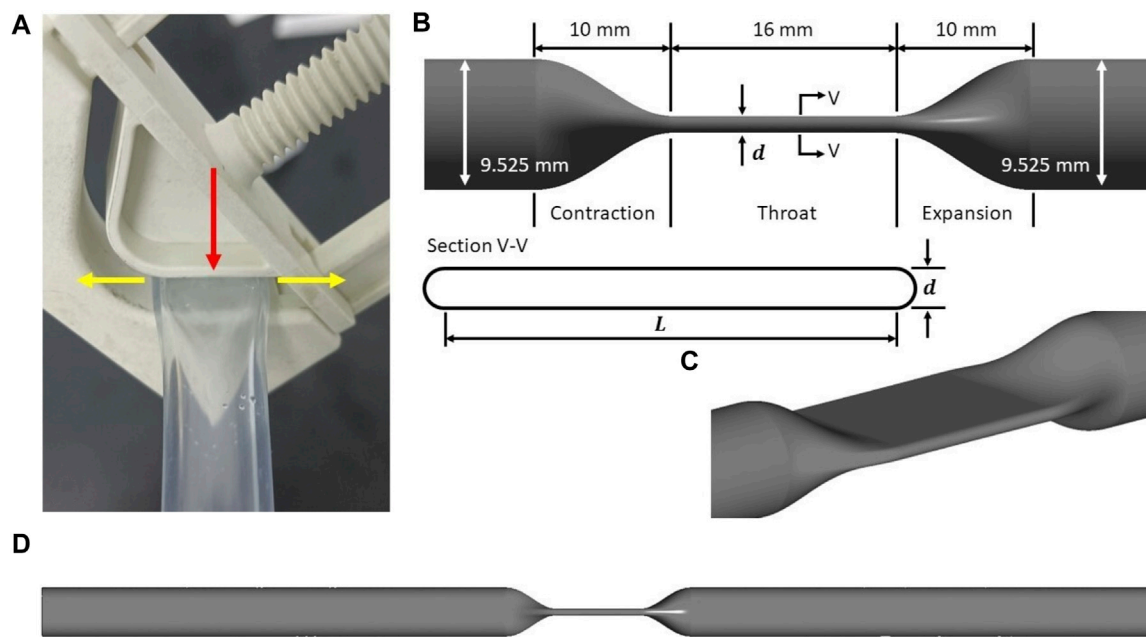 A
B
10 mm
16 mm
10 mm
V
V
d
9.525 mm
9.525 mm
Contraction
Throat
Expansion
Section V-V
d
L
C
D